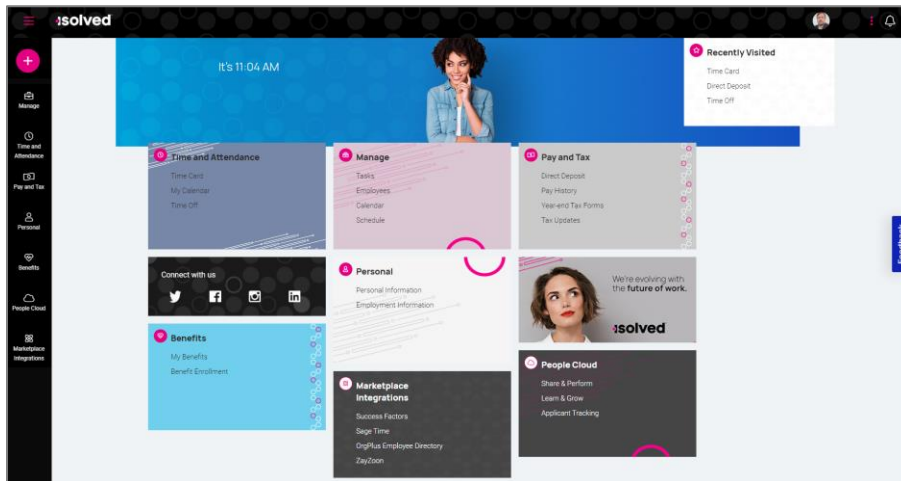 isolved
Manage
Time and
Attendance
Pay and Tax
Personal
Benefits
People Cloud
Marketplace
Integrations
It's 11:04 AM
Recently Visited
Time Card
Direct Deposit
Time Off
Time and Attendance
Time Card
My Calendar
Time Off
Manage
Tasks
Employees
Calendar
Schedule
Pay and Tax
Direct Deposit
Pay History
Year-end Tax Forms
Tax Updates
Connect with us
Personal
Personal Information
Employment Information
We're evolving with
the future of work.
isolved
Benefits
My Benefits
Benefit Enrollment
Marketplace
Integrations
Success Factors
Sage Time
OrgPlus Employee Directory
ZayZoon
People Cloud
Share & Perform
Learn & Grow
Applicant Tracking
Feedback